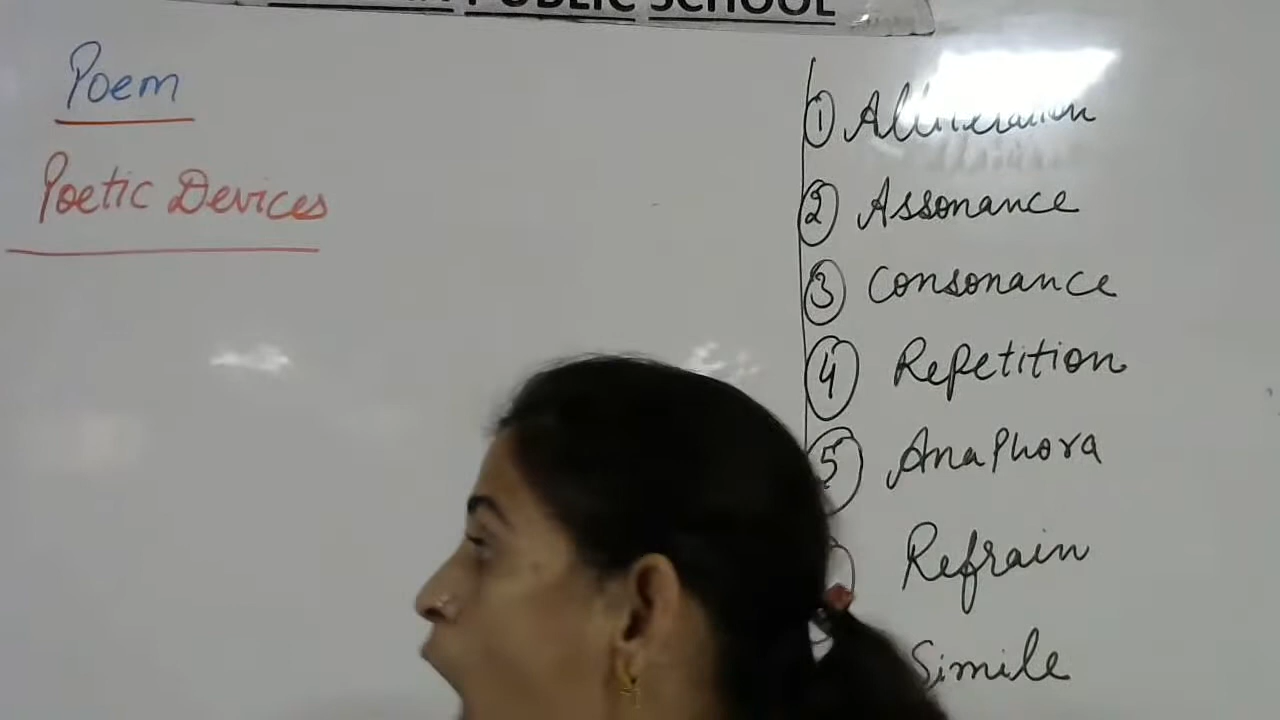 PUBLIC SCHOOL
Poem
Poetic Devices
① Alliteration
② Assonance
③ Consonance
④ Repetition
⑤ Anaphora
Refrain
Simile